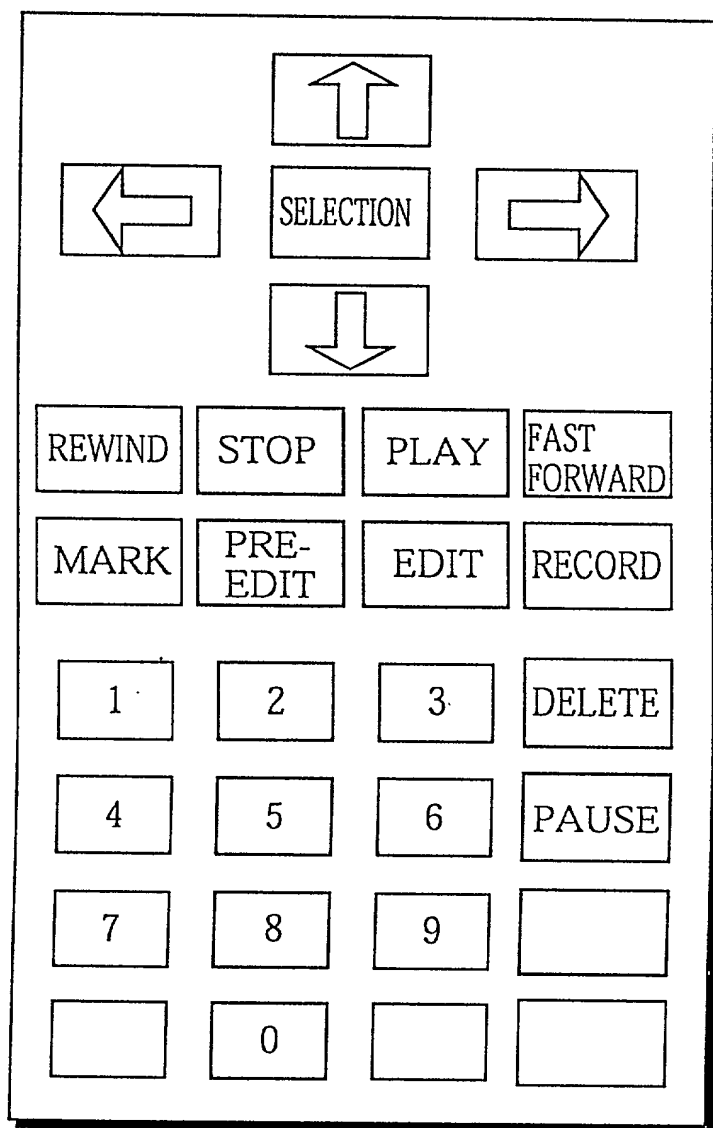 SELECTION
REWIND STOP PLAY FAST FORWARD
MARK PRE-EDIT EDIT RECORD
1 2 3 DELETE
4 5 6 PAUSE
7 8 9
0